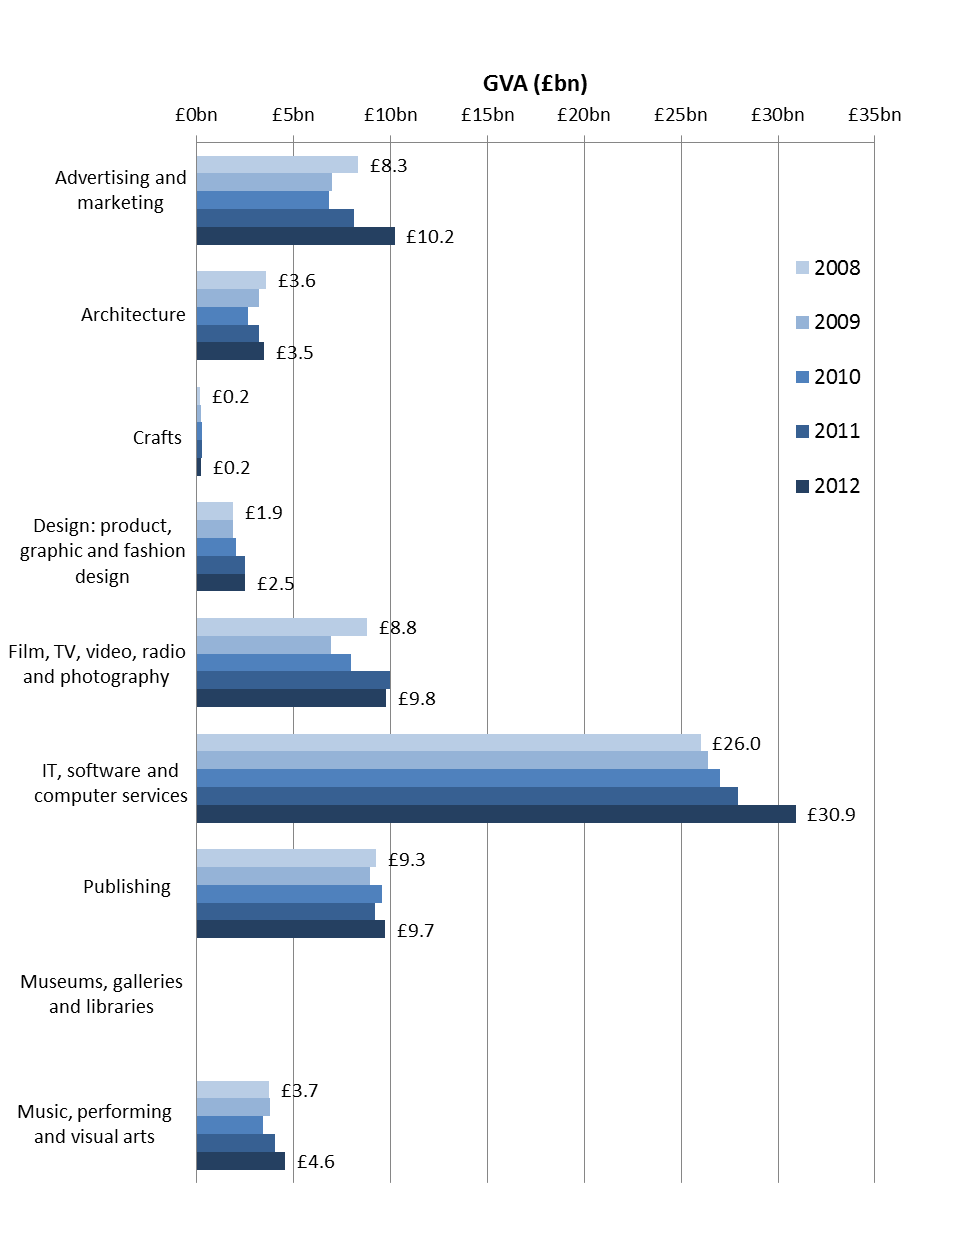 GVA (£bn)
£0bn £5bn £10bn £15bn £20bn £25bn £30bn £35bn
Advertising and
marketing
£8.3
£10.2
Architecture
£3.6
£3.5
Crafts
£0.2
£0.2
Design: product,
graphic and fashion
design
£1.9
£2.5
Film, TV, video, radio
and photography
£8.8
£9.8
IT, software and
computer services
£26.0
£30.9
Publishing
£9.3
£9.7
Museums, galleries
and libraries
Music, performing
and visual arts
£3.7
£4.6
2008
2009
2010
2011
2012